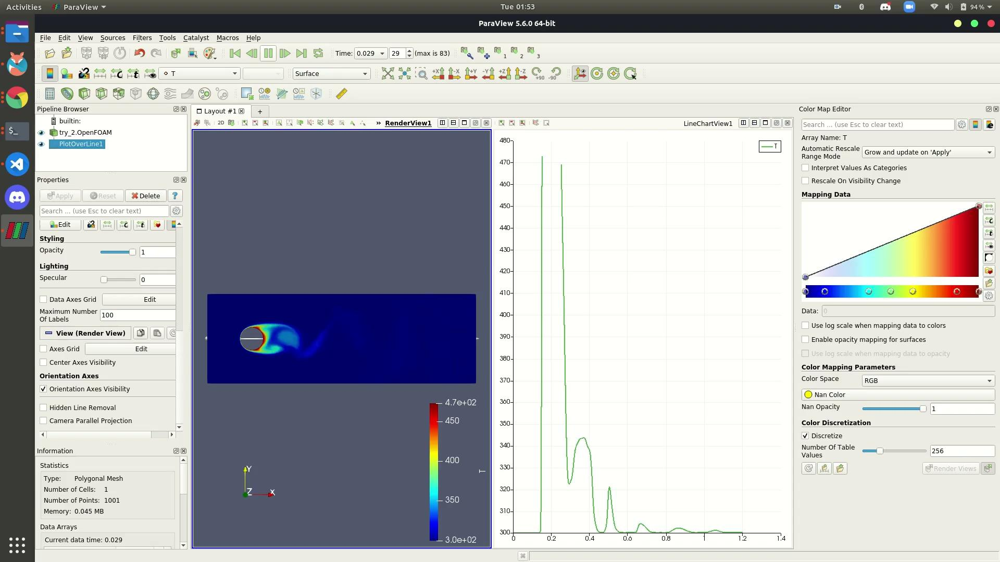 Activities
ParaView
Tue 01:53
94 %
ParaView 5.6.0 64-bit
File Edit View Sources Filters Tools Catalyst Macros Help
Time: 0.029 29 (max is 83)
1 2 3
T
Surface
+X -X +Y -Y +Z -Z +90 -90
Pipeline Browser
builtin:
try_2.OpenFOAM
PlotOverLine1
Properties
Apply Reset Delete ?
Search ... (use Esc to clear text)
Edit
Styling
Opacity 1
Lighting
Specular 0
Data Axes Grid Edit
Maximum Number
Of Labels 100
View (Render View)
Axes Grid Edit
Center Axes Visibility
Orientation Axes
Orientation Axes Visibility
Hidden Line Removal
Camera Parallel Projection
Information
Statistics
Type: Polygonal Mesh
Number of Cells: 1
Number of Points: 1001
Memory: 0.045 MB
Data Arrays
Current data time: 0.029
Layout #1
+
2D
» RenderView1
4.7e+02
450
400
350
3.0e+02
T
Y
Z X
LineChartView1
T
480
470
460
450
440
430
420
410
400
390
380
370
360
350
340
330
320
310
300
0 0.2 0.4 0.6 0.8 1 1.2 1.4
Color Map Editor
Search ... (use Esc to clear text)
Array Name: T
Automatic Rescale
Range Mode Grow and update on 'Apply'
Interpret Values As Categories
Rescale On Visibility Change
Mapping Data
Data: 0
Use log scale when mapping data to colors
Enable opacity mapping for surfaces
Use log scale when mapping data to opacity
Color Mapping Parameters
Color Space RGB
Nan Color
Nan Opacity 1
Color Discretization
Discretize
Number Of Table
Values 256
Render Views